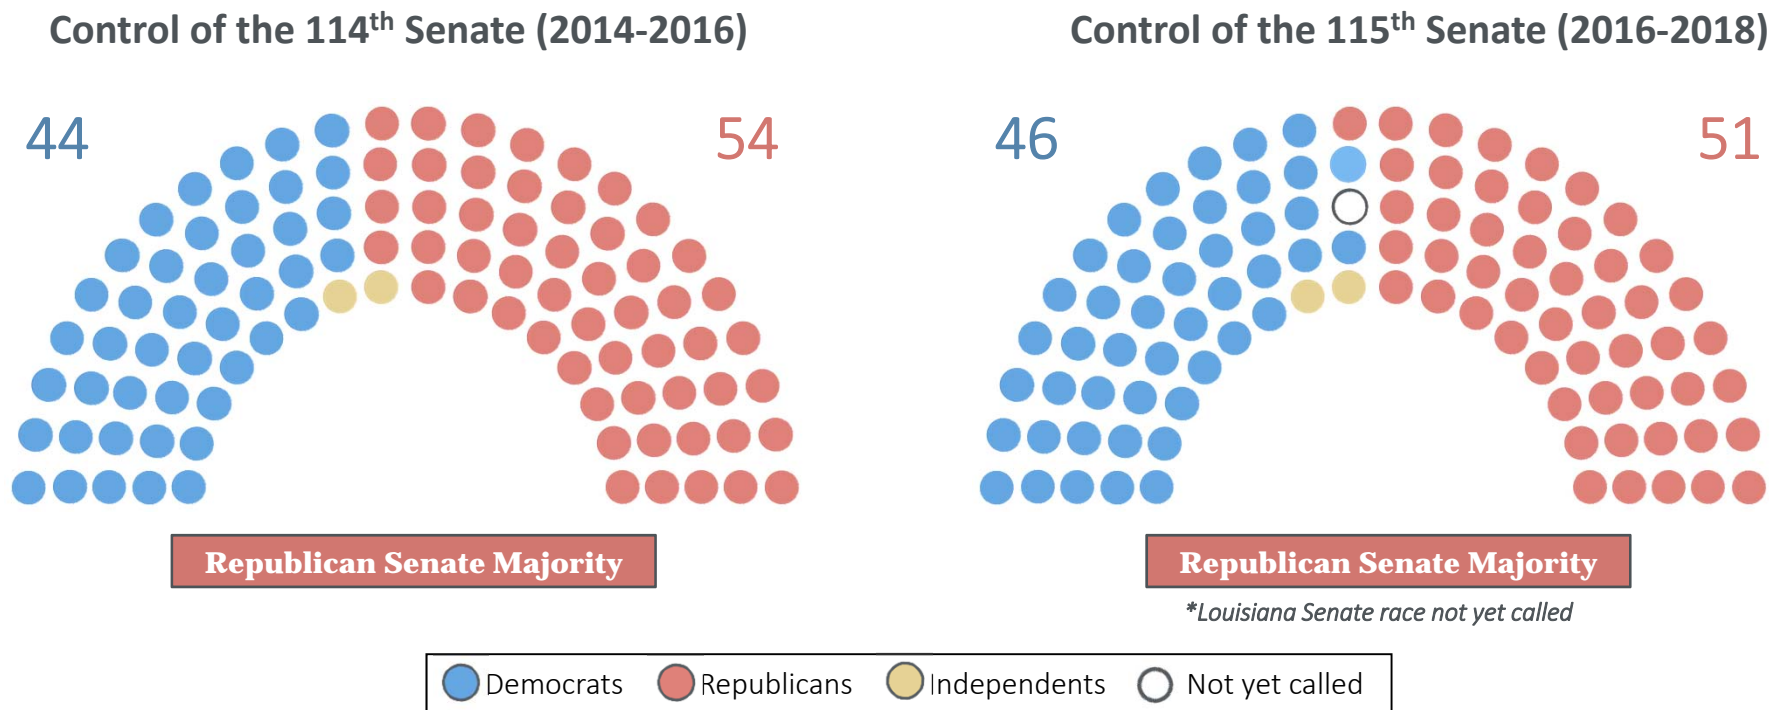 Control of the 114th Senate (2014-2016)
44
54
Republican Senate Majority
Control of the 115th Senate (2016-2018)
46
51
Republican Senate Majority
*Louisiana Senate race not yet called
Democrats Republicans Independents Not yet called